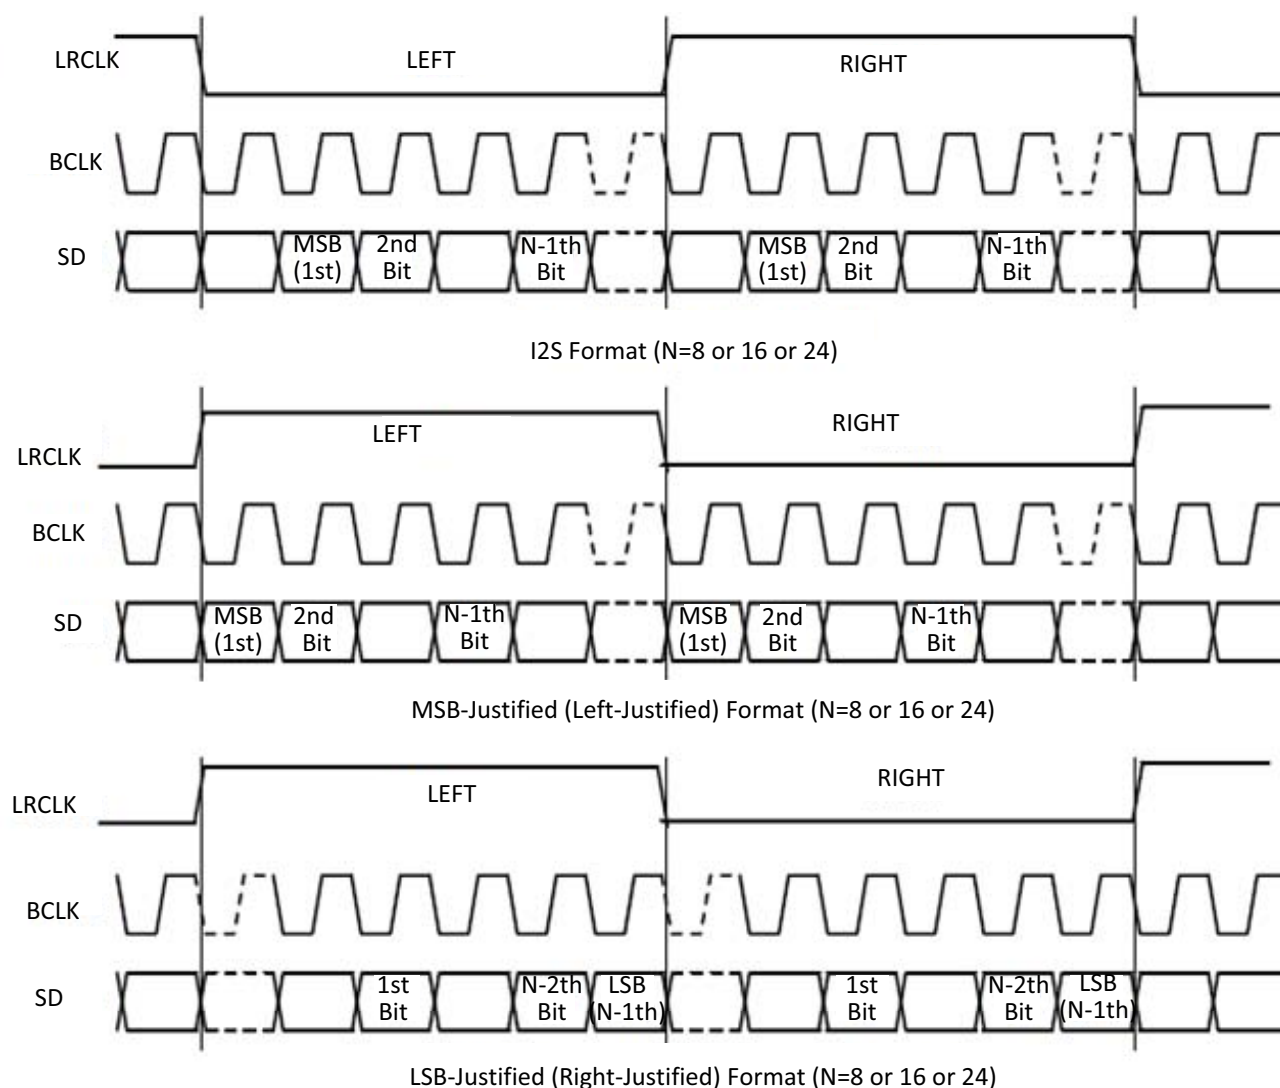 LRCLK
LEFT
RIGHT
BCLK
SD
MSB
(1st)
2nd
Bit
N-1th
Bit
MSB
(1st)
2nd
Bit
N-1th
Bit
I2S Format (N=8 or 16 or 24)
LRCLK
LEFT
RIGHT
BCLK
SD
MSB
(1st)
2nd
Bit
N-1th
Bit
MSB
(1st)
2nd
Bit
N-1th
Bit
MSB-Justified (Left-Justified) Format (N=8 or 16 or 24)
LRCLK
LEFT
RIGHT
BCLK
SD
1st
Bit
N-2th
Bit
LSB
(N-1th)
1st
Bit
N-2th
Bit
LSB
(N-1th)
LSB-Justified (Right-Justified) Format (N=8 or 16 or 24)